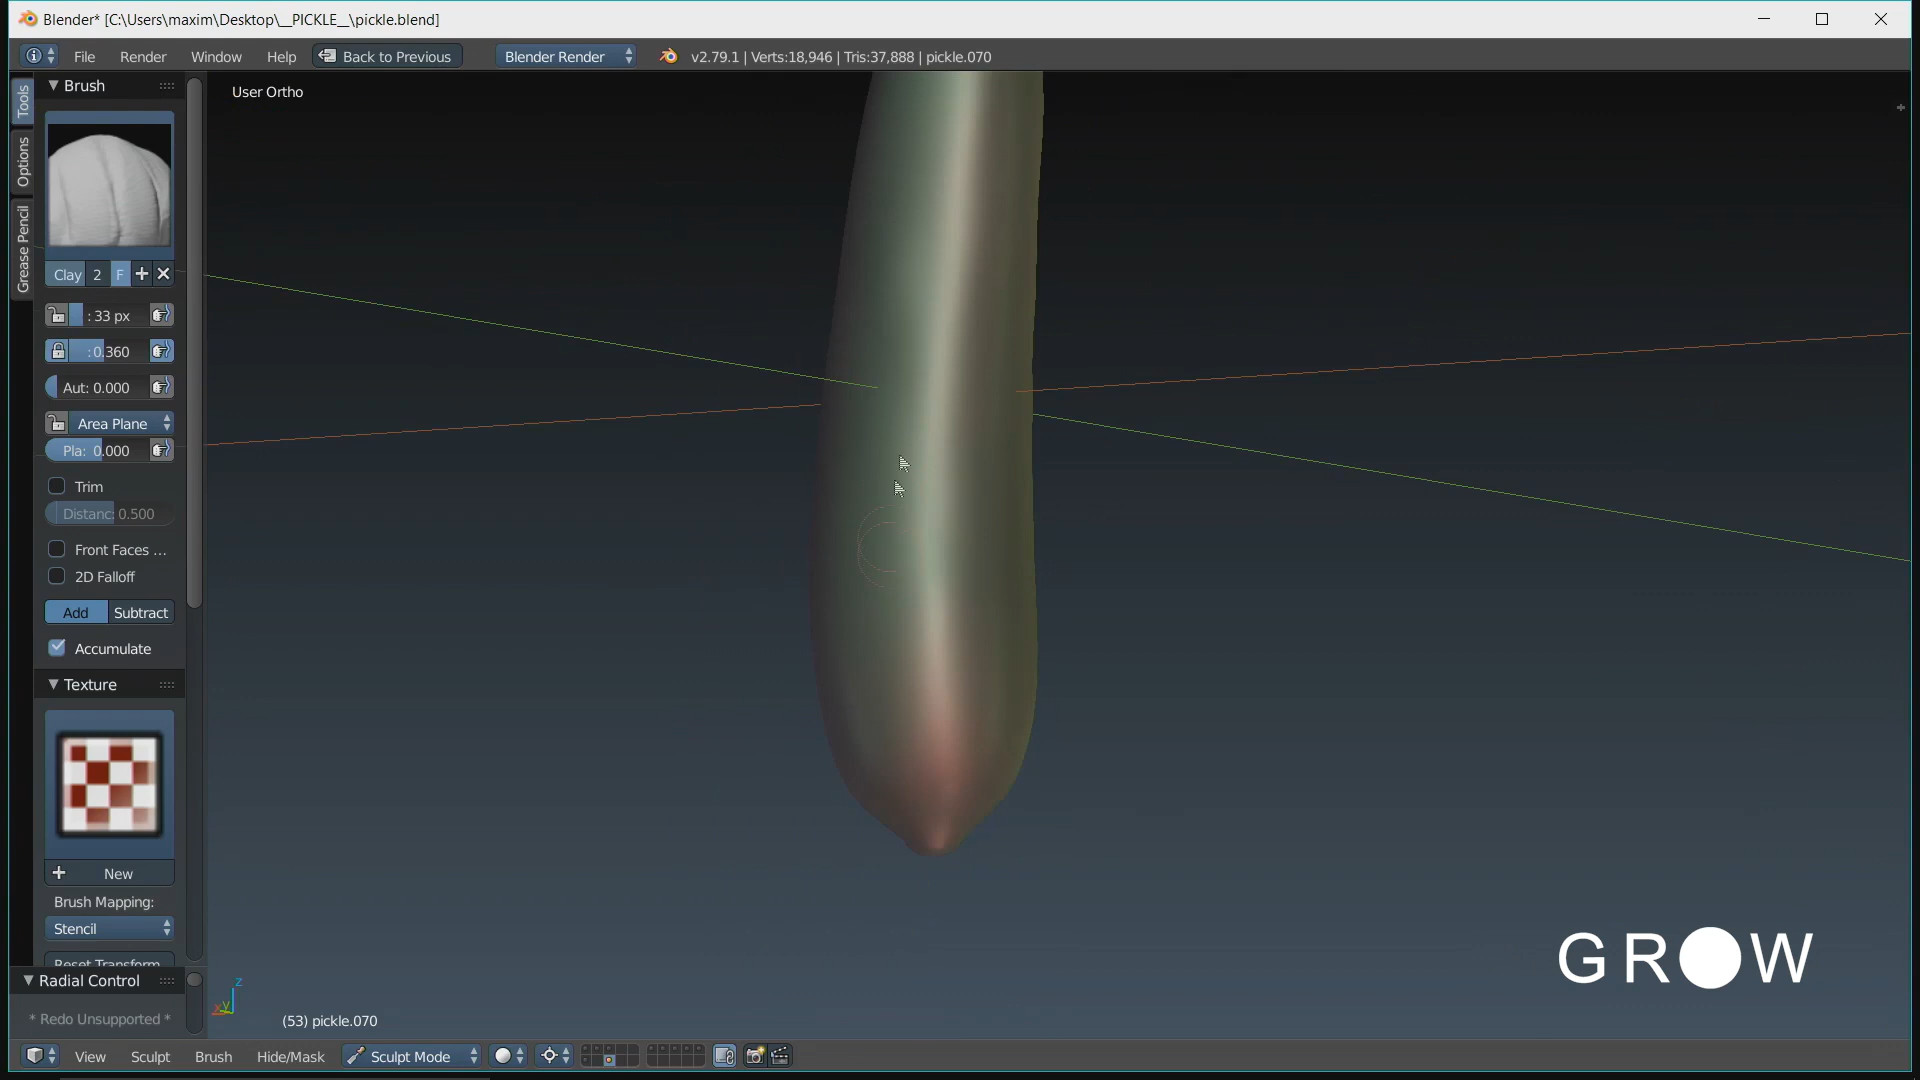 Blender* [C:\Users\maxim\Desktop\__PICKLE__\pickle.blend]
File Render Window Help Back to Previous Blender Render v2.79.1 | Verts:18,946 | Tris:37,888 | pickle.070
Tools
Options
Grease Pencil
Brush
User Ortho
Clay 2 F
: 33 px
: 0.360
Aut: 0.000
Area Plane
Pla: 0.000
Trim
Distanc: 0.500
Front Faces ...
2D Falloff
Add Subtract
Accumulate
Texture
New
Brush Mapping:
Stencil
Reset Transform
Radial Control
* Redo Unsupported *
z
x y
(53) pickle.070
GROW
View Sculpt Brush Hide/Mask Sculpt Mode